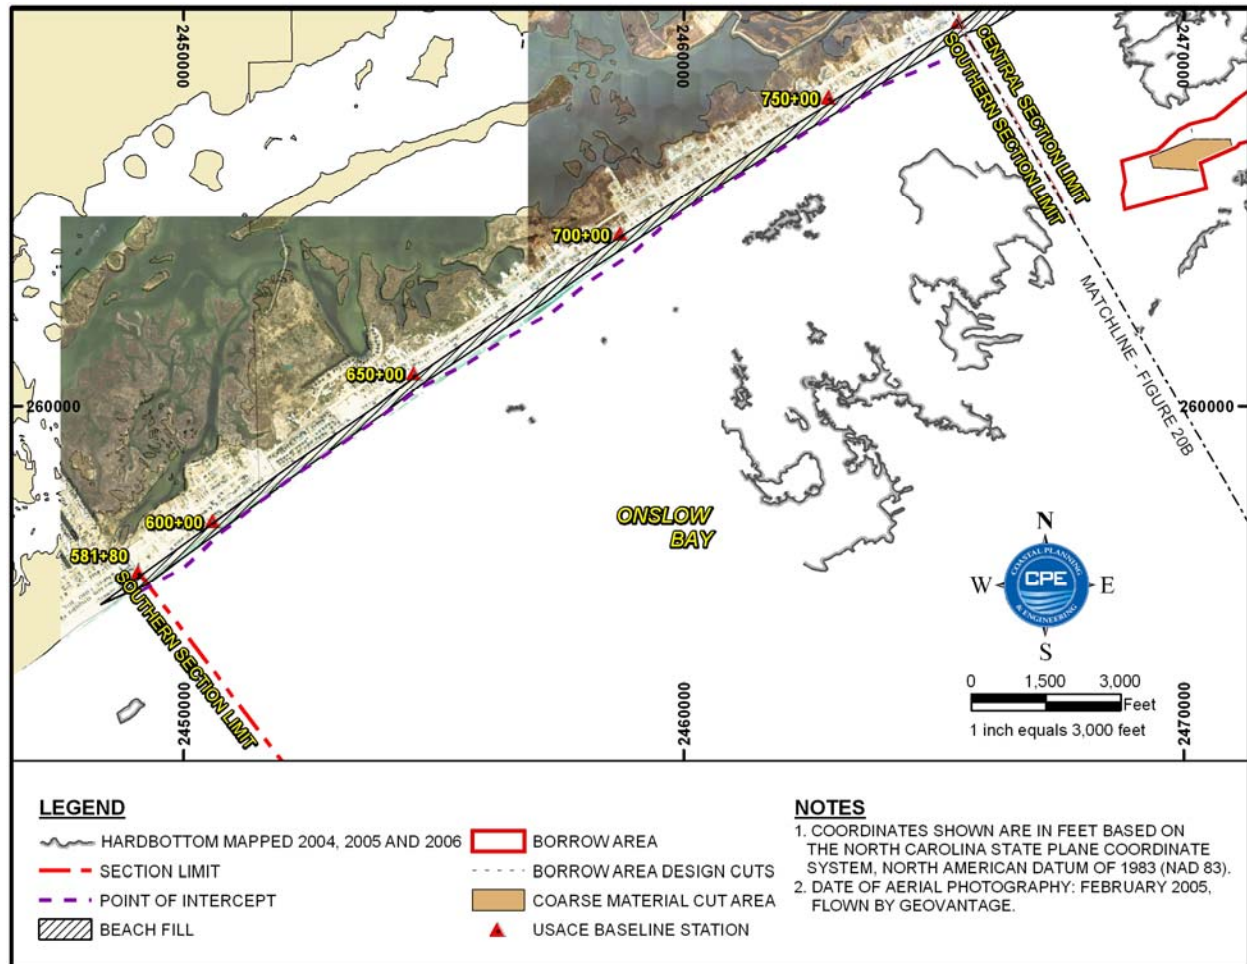 2450000
2460000
2470000
CENTRAL SECTION LIMIT
SOUTHERN SECTION LIMIT
750+00
700+00
650+00
260000
260000
MATCHLINE - FIGURE 20B
600+00
581+80
ONSLOW
BAY
SOUTHERN SECTION LIMIT
N
W
E
S
COASTAL PLANNING
CPE
& ENGINEERING
0 1,500 3,000
Feet
1 inch equals 3,000 feet
2450000
2460000
2470000
LEGEND
HARDBOTTOM MAPPED 2004, 2005 AND 2006
SECTION LIMIT
POINT OF INTERCEPT
BEACH FILL
BORROW AREA
BORROW AREA DESIGN CUTS
COARSE MATERIAL CUT AREA
USACE BASELINE STATION
NOTES
1. COORDINATES SHOWN ARE IN FEET BASED ON
THE NORTH CAROLINA STATE PLANE COORDINATE
SYSTEM, NORTH AMERICAN DATUM OF 1983 (NAD 83).
2. DATE OF AERIAL PHOTOGRAPHY: FEBRUARY 2005,
FLOWN BY GEOVANTAGE.